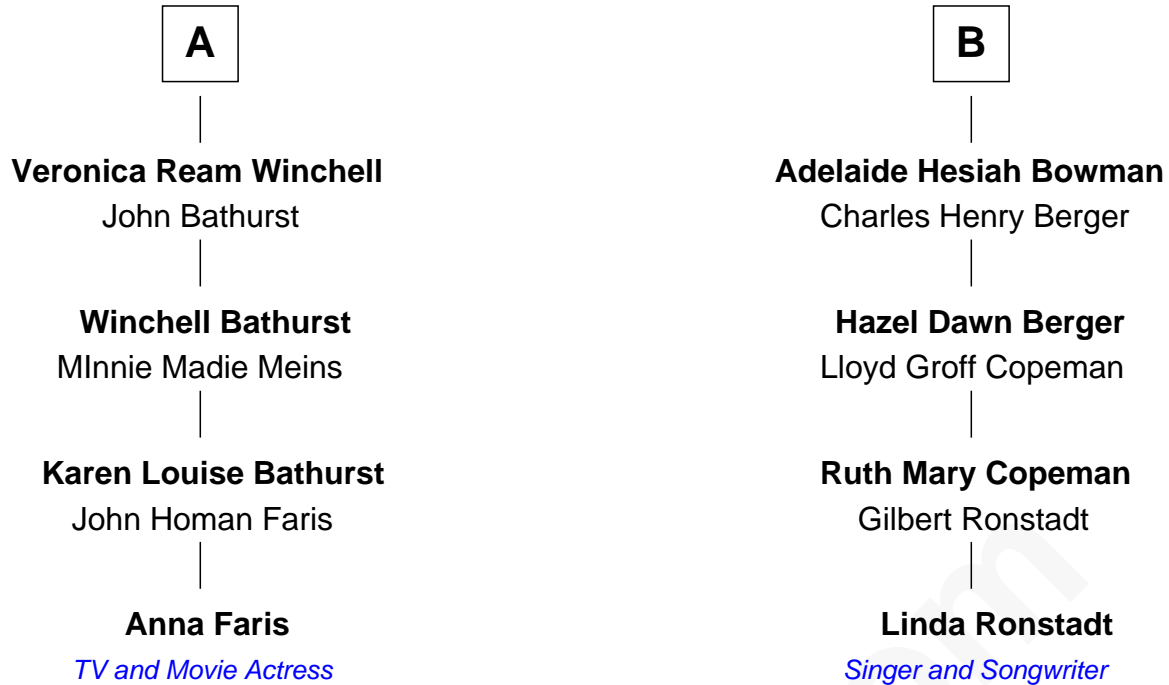 A
B
Veronica Ream Winchell
Adelaide Hesiah Bowman
John Bathurst
Charles Henry Berger
Winchell Bathurst
Hazel Dawn Berger
MInnie Madie Meins
Lloyd Groff Copeman
Karen Louise Bathurst
Ruth Mary Copeman
John Homan Faris
Gilbert Ronstadt
Anna Faris
Linda Ronstadt
TV and Movie Actress
Singer and Songwriter